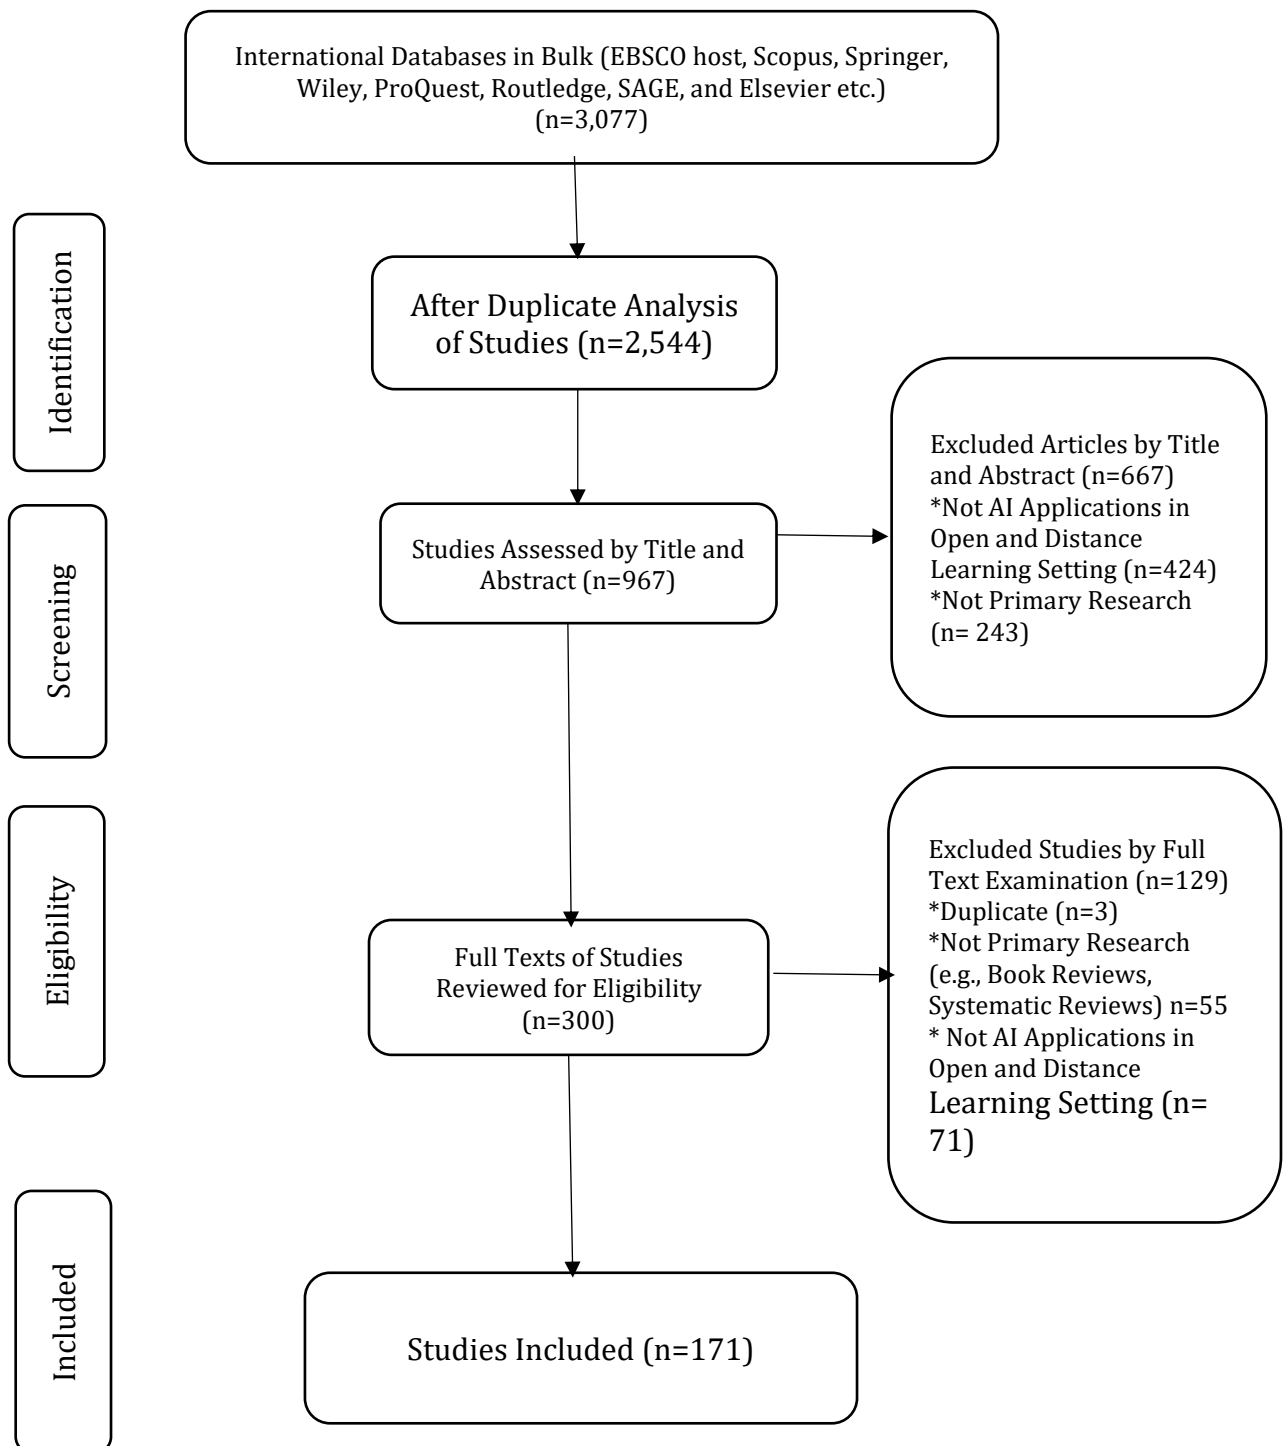 International Databases in Bulk (EBSCO host, Scopus, Springer,
Wiley, ProQuest, Routledge, SAGE, and Elsevier etc.)
(n=3,077)
Identification
After Duplicate Analysis
of Studies (n=2,544)
Screening
Studies Assessed by Title and
Abstract (n=967)
Excluded Articles by Title
and Abstract (n=667)
*Not AI Applications in
Open and Distance
Learning Setting (n=424)
*Not Primary Research
(n= 243)
Eligibility
Full Texts of Studies
Reviewed for Eligibility
(n=300)
Excluded Studies by Full
Text Examination (n=129)
*Duplicate (n=3)
*Not Primary Research
(e.g., Book Reviews,
Systematic Reviews) n=55
* Not AI Applications in
Open and Distance
Learning Setting (n=
71)
Included
Studies Included (n=171)